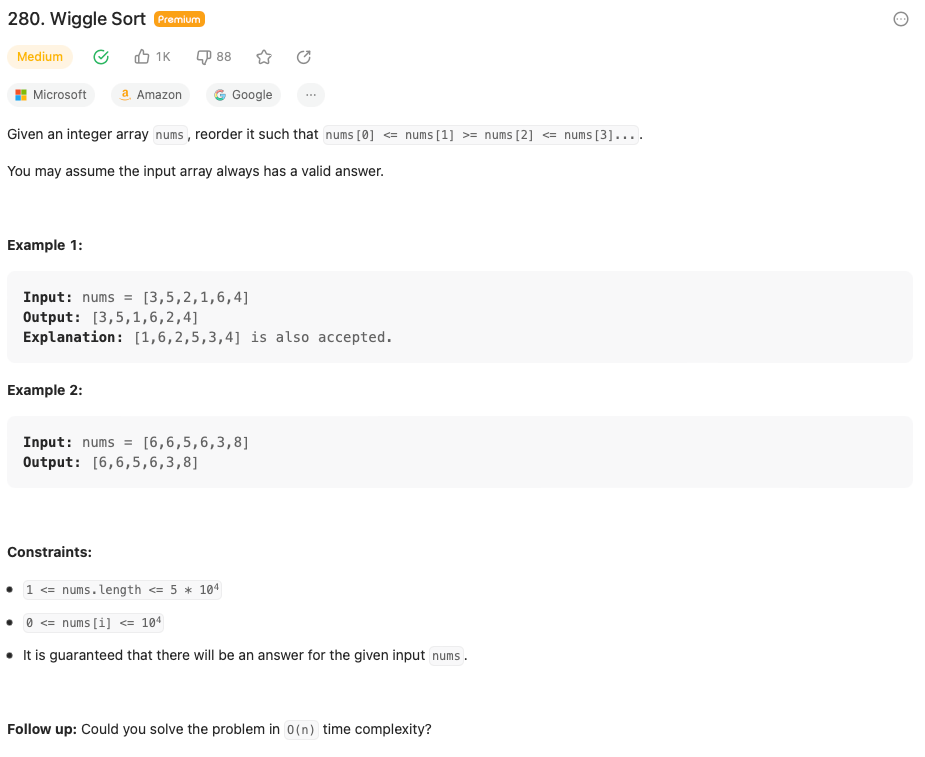 280. Wiggle Sort Premium
Medium 1K 88
Microsoft Amazon Google ...
Given an integer array nums, reorder it such that nums[0] <= nums[1] >= nums[2] <= nums[3]....
You may assume the input array always has a valid answer.
Example 1:
Input: nums = [3,5,2,1,6,4]
Output: [3,5,1,6,2,4]
Explanation: [1,6,2,5,3,4] is also accepted.
Example 2:
Input: nums = [6,6,5,6,3,8]
Output: [6,6,5,6,3,8]
Constraints:
• 1 <= nums.length <= 5 * 10⁴
• 0 <= nums[i] <= 10⁴
• It is guaranteed that there will be an answer for the given input nums.
Follow up: Could you solve the problem in O(n) time complexity?